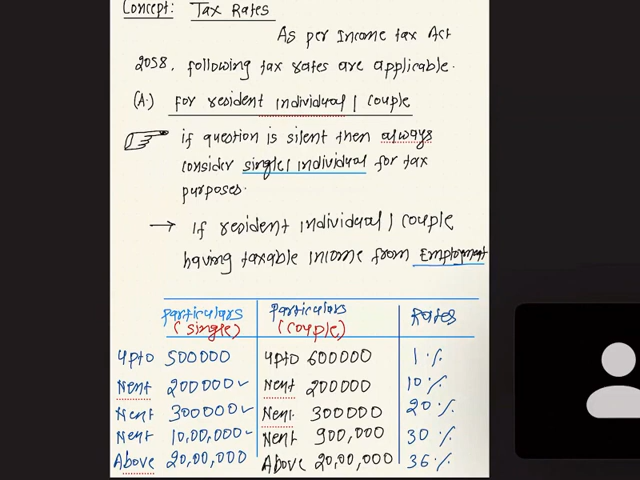 Concept: Tax Rates
As per Income tax Act
2058, following tax rates are applicable.
(A.) For resident individual / couple
if question is silent then always
consider single/individual for tax
purposes.
→ If resident individual / couple
having taxable income from Employment
Particulars (single) Particulars (couple) Rates
Upto 500000 Upto 600000 1%
Next 200000 Next 200000 10%
Next 300000 Next 300000 20%
Next 10,00,000 Next 900,000 30%
Above 20,00,000 Above 20,00,000 36%